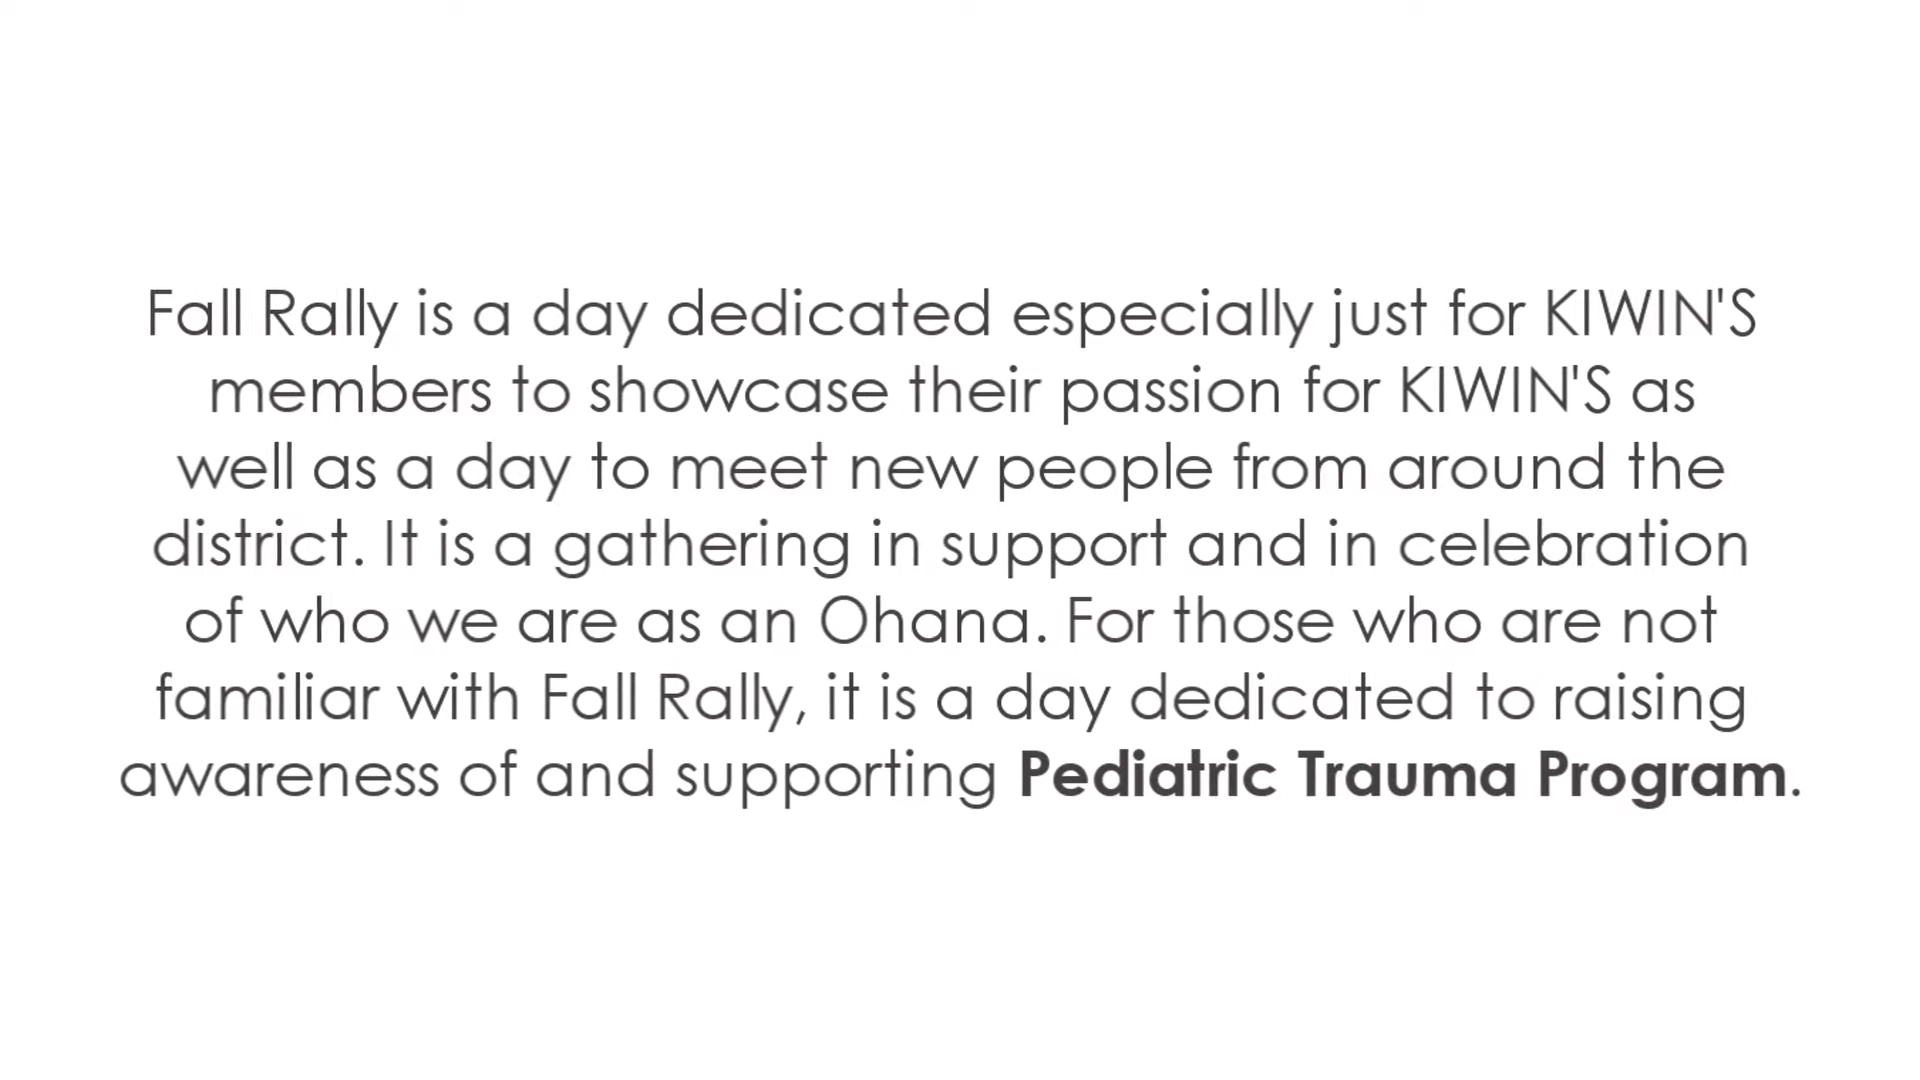 Fall Rally is a day dedicated especially just for KIWIN'S
members to showcase their passion for KIWIN'S as
well as a day to meet new people from around the
district. It is a gathering in support and in celebration
of who we are as an Ohana. For those who are not
familiar with Fall Rally, it is a day dedicated to raising
awareness of and supporting Pediatric Trauma Program.